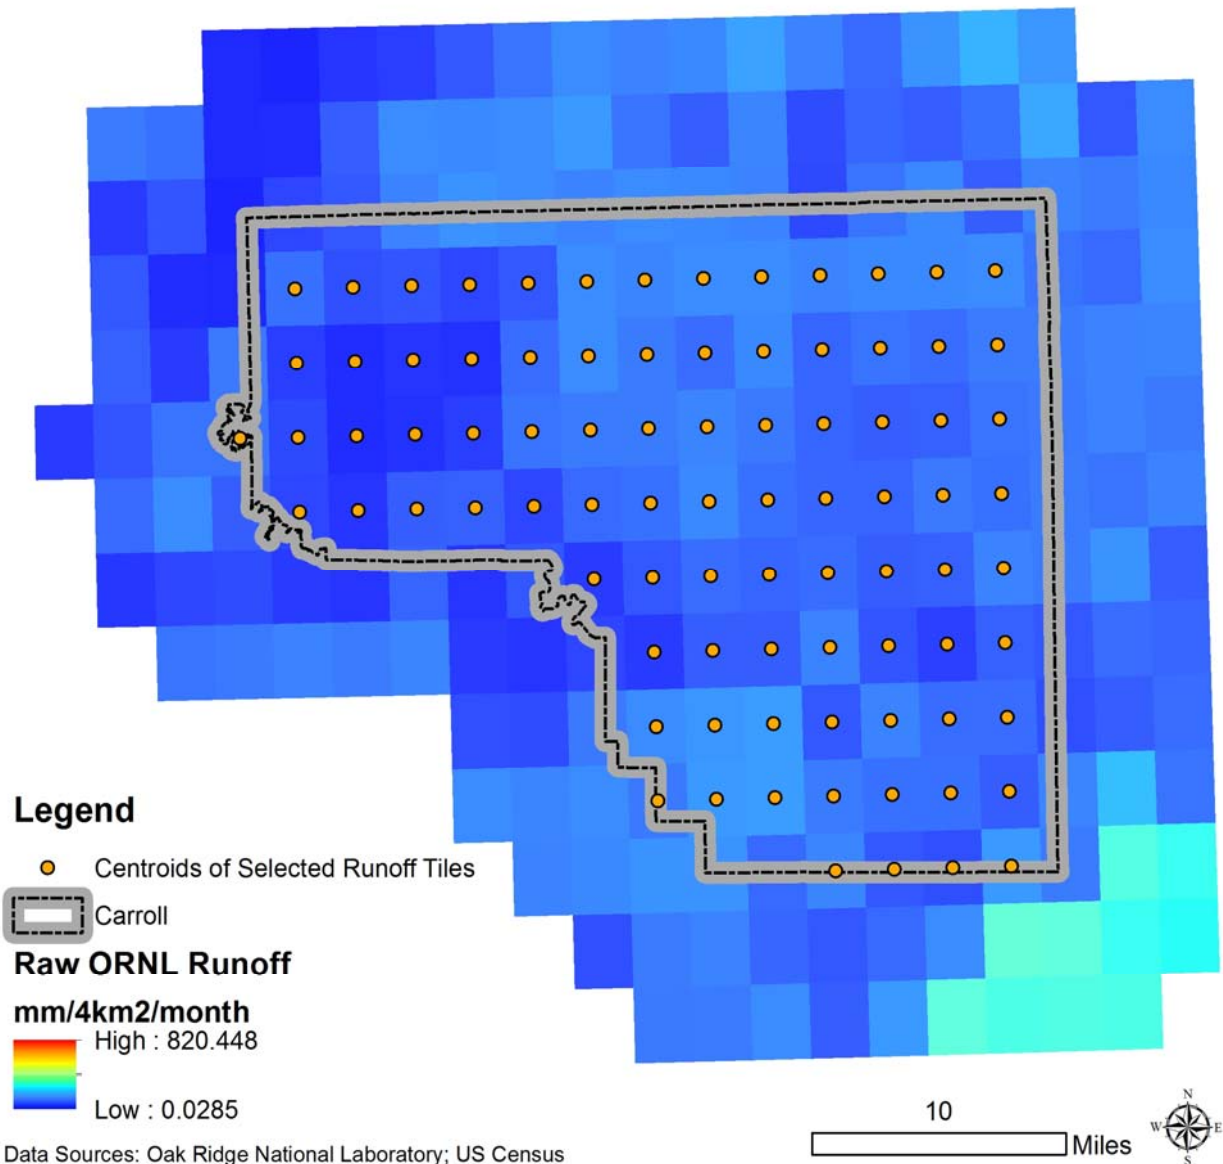 Legend
Centroids of Selected Runoff Tiles
Carroll
Raw ORNL Runoff
mm/4km2/month
High : 820.448
Low : 0.0285
Data Sources: Oak Ridge National Laboratory; US Census
10
Miles
N
W E
S